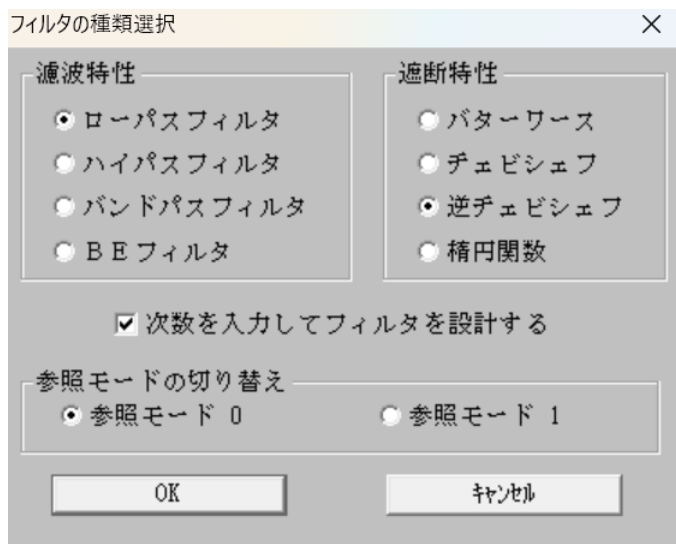 フィルタの種類選択
濾波特性
ローパスフィルタ
ハイパスフィルタ
バンドパスフィルタ
ＢＥフィルタ
遮断特性
バターワース
チェビシェフ
逆チェビシェフ
楕円関数
次数を入力してフィルタを設計する
参照モードの切り替え
参照モード 0
参照モード 1
OK
ｷｬﾝｾﾙ